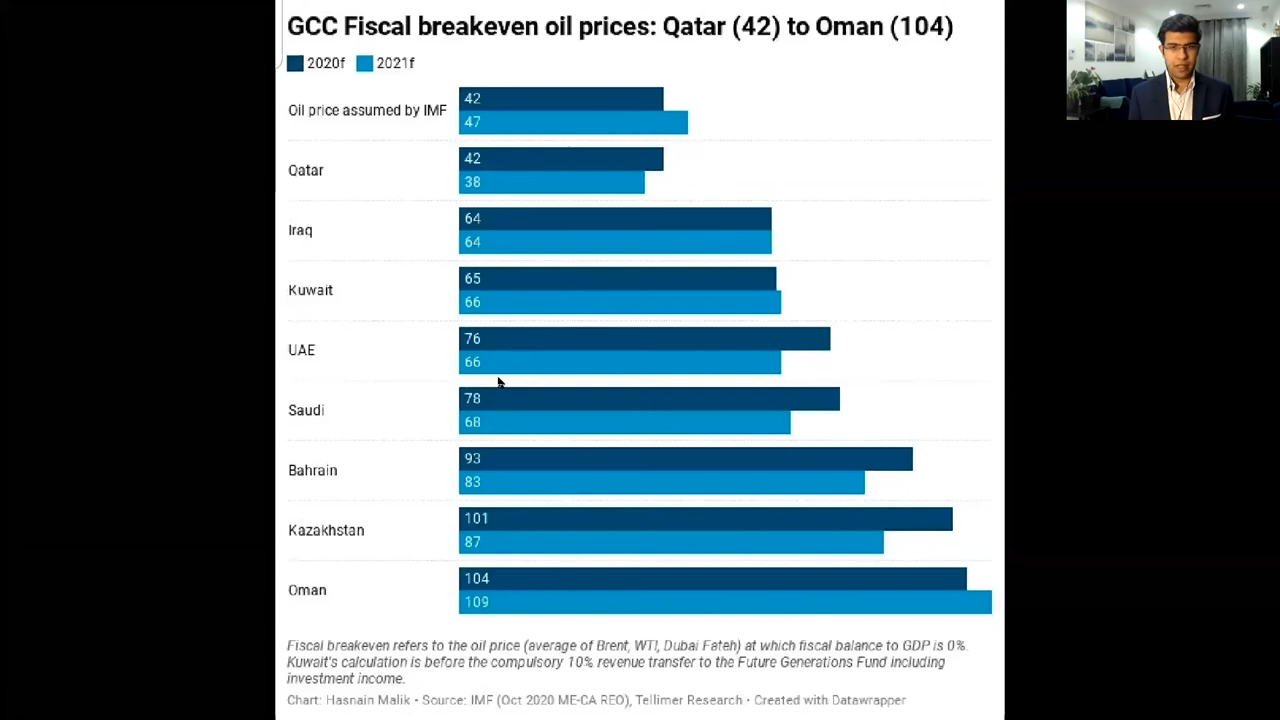 GCC Fiscal breakeven oil prices: Qatar (42) to Oman (104)
2020f 2021f
Oil price assumed by IMF
42
47
Qatar
42
38
Iraq
64
64
Kuwait
65
66
UAE
76
66
Saudi
78
68
Bahrain
93
83
Kazakhstan
101
87
Oman
104
109
Fiscal breakeven refers to the oil price (average of Brent, WTI, Dubai Fateh) at which fiscal balance to GDP is 0%.
Kuwait's calculation is before the compulsory 10% revenue transfer to the Future Generations Fund including
investment income.
Chart: Hasnain Malik • Source: IMF (Oct 2020 ME-CA REO), Tellimer Research • Created with Datawrapper